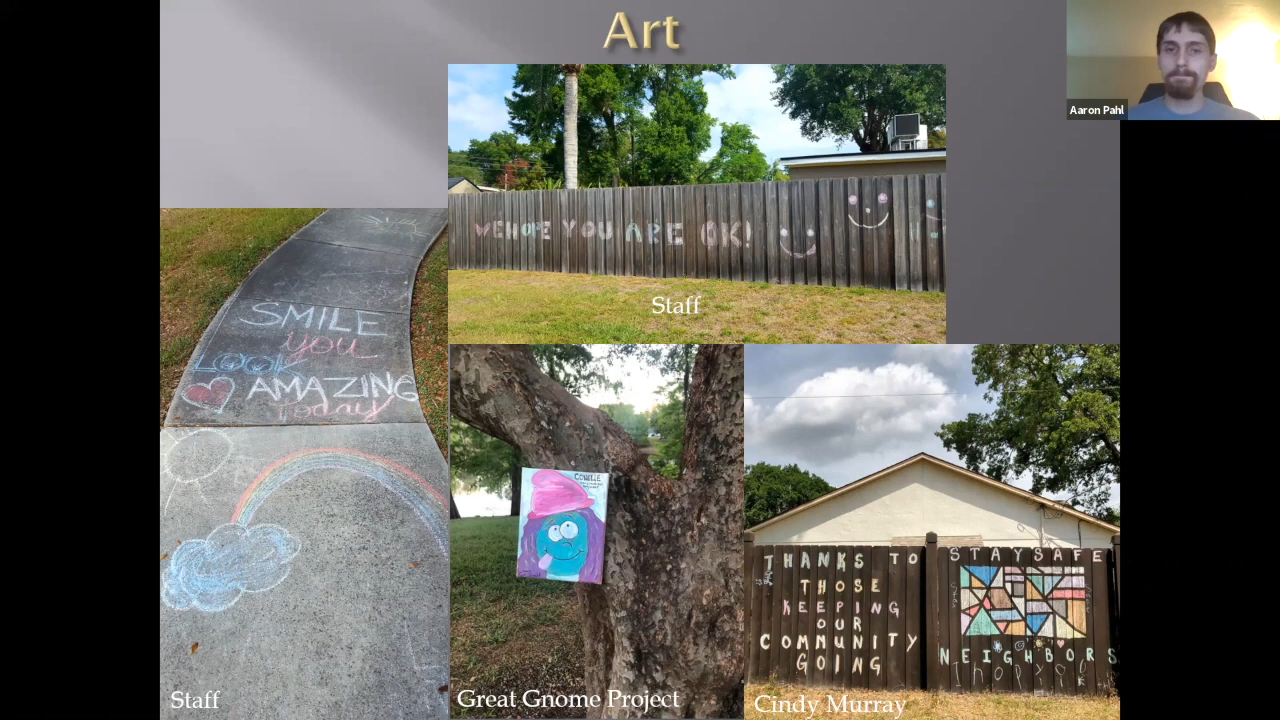 Art
Aaron Pahl
WE HOPE YOU ARE OK!
Staff
SMILE
you
LOOK
AMAZING
Today
Staff
CONELLE
Great Gnome Project
THANKS TO
THOSE
KEEPING
OUR
COMMUNITY
GOING
STAY SAFE
NEIGHBORS
Cindy Murray